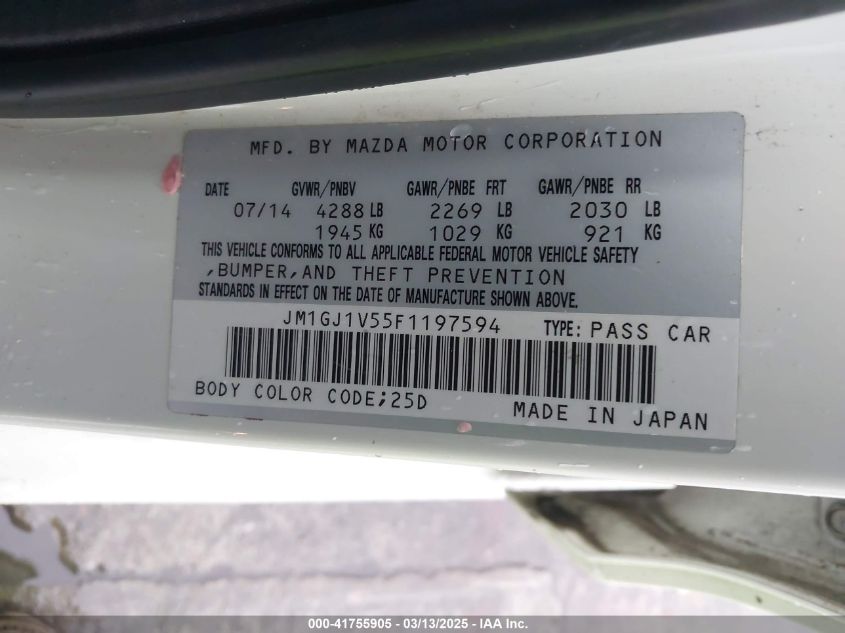 MFD. BY MAZDA MOTOR CORPORATION
DATE GVWR/PNBV GAWR/PNBE FRT GAWR/PNBE RR
07/14 4288 LB 2269 LB 2030 LB
1945 KG 1029 KG 921 KG
THIS VEHICLE CONFORMS TO ALL APPLICABLE FEDERAL MOTOR VEHICLE SAFETY
,BUMPER,AND THEFT PREVENTION
STANDARDS IN EFFECT ON THE DATE OF MANUFACTURE SHOWN ABOVE.
JM1GJ1V55F1197594 TYPE: PASS CAR
BODY COLOR CODE;25D MADE IN JAPAN
000-41755905 - 03/13/2025 - IAA Inc.